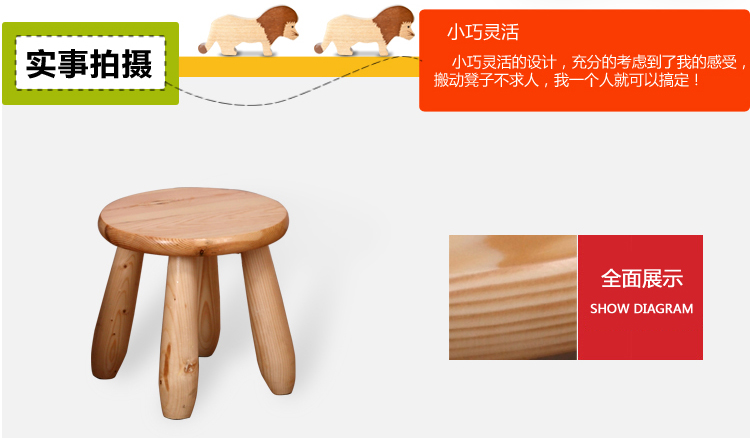 实事拍摄
小巧灵活
小巧灵活的设计，充分的考虑到了我的感受，
搬动凳子不求人，我一个人就可以搞定！
全面展示
SHOW DIAGRAM